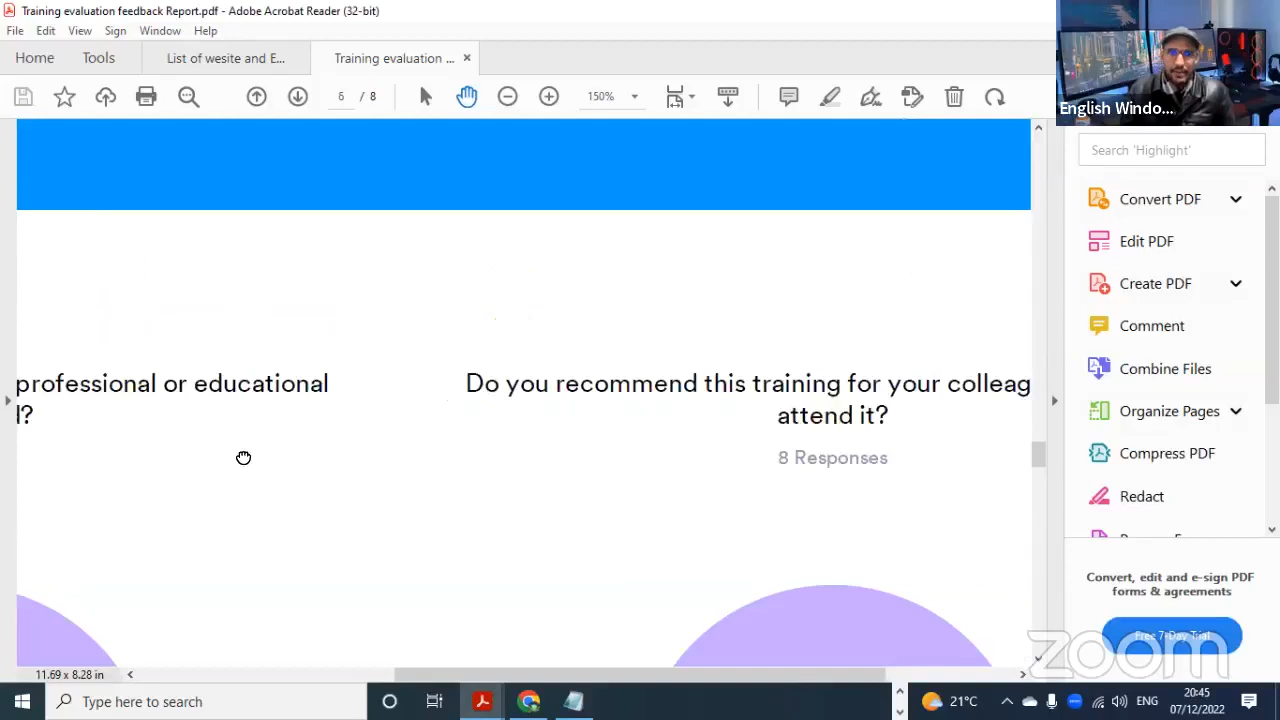 Training evaluation feedback Report.pdf - Adobe Acrobat Reader (32-bit)
File Edit View Sign Window Help
Home Tools List of wesite and E... Training evaluation ... ×
6 / 8 150%
English Windo...
Search 'Highlight'
Convert PDF
Edit PDF
Create PDF
Comment
Combine Files
Organize Pages
Compress PDF
Redact
professional or educational
d?
Do you recommend this training for your colleag
attend it?
8 Responses
Convert, edit and e-sign PDF
forms & agreements
Free 7-Day Trial
zoom
11.69 x 8.28 in
Type here to search
21°C
ENG
20:45
07/12/2022